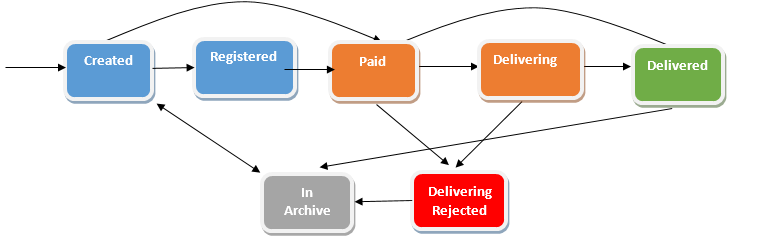 Created
Registered
Paid
Delivering
Delivered
In
Archive
Delivering
Rejected